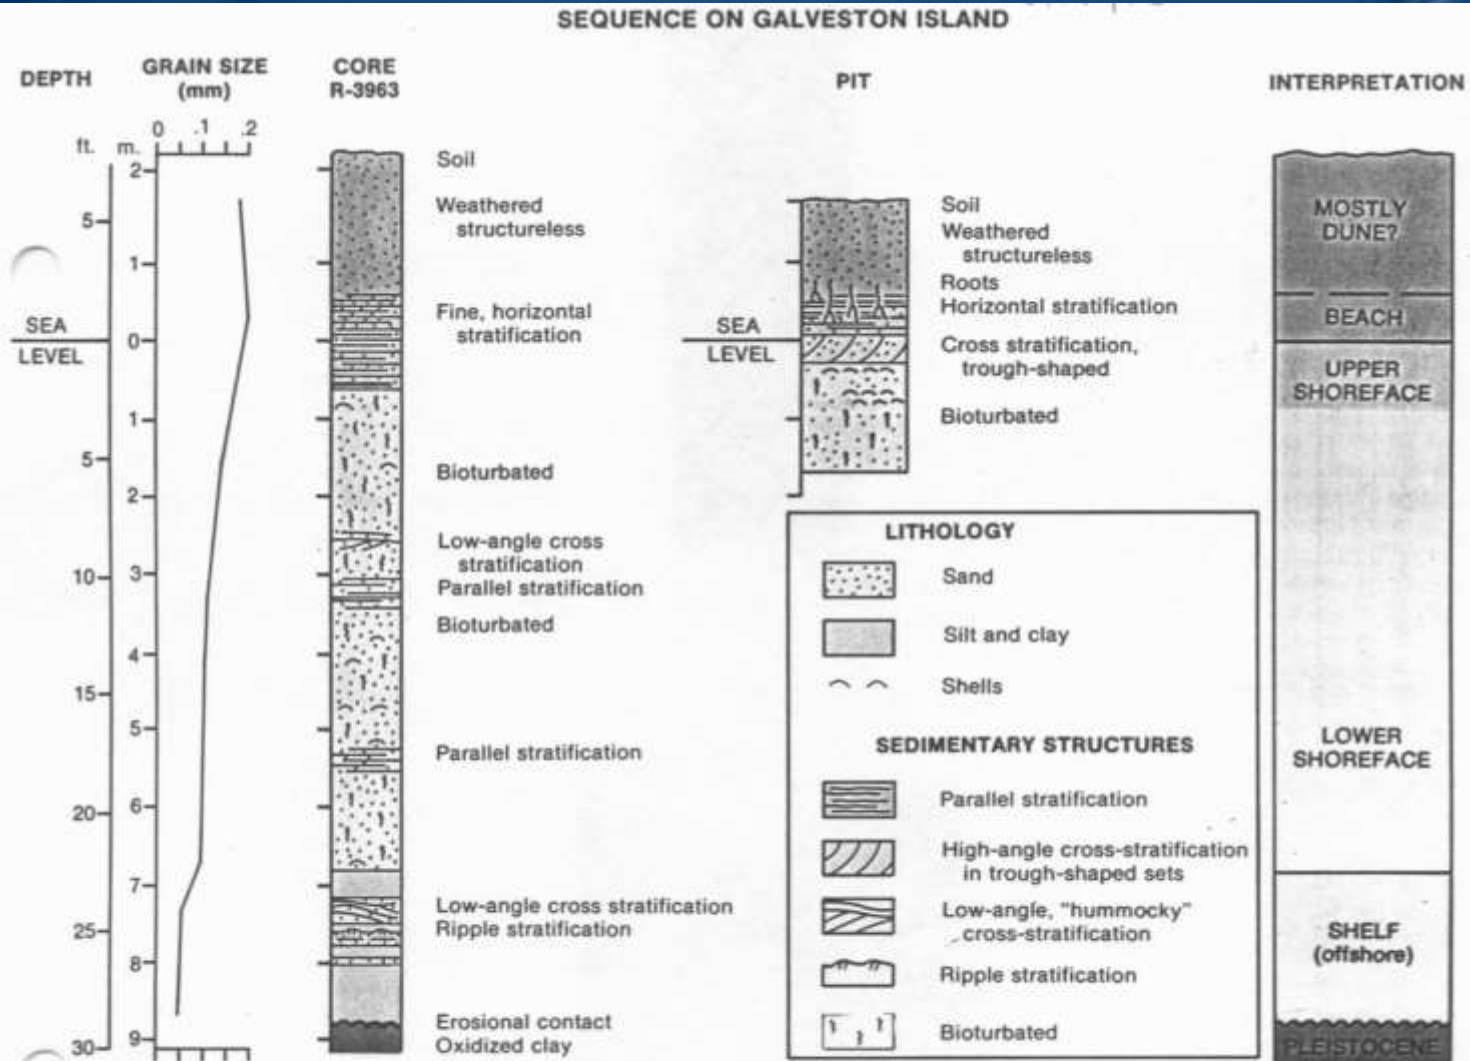 SEQUENCE ON GALVESTON ISLAND
DEPTH
GRAIN SIZE
(mm)
CORE
R-3963
PIT
INTERPRETATION
0 .1 .2
ft. m.
2
5
1
SEA
LEVEL
0
1
5
2
10
3
4
15
5
20
6
7
25
8
9
30
Soil
Weathered
structureless
Fine, horizontal
stratification
Bioturbated
Low-angle cross
stratification
Parallel stratification
Bioturbated
Parallel stratification
Low-angle cross stratification
Ripple stratification
Erosional contact
Oxidized clay
SEA
LEVEL
Soil
Weathered
structureless
Roots
Horizontal stratification
Cross stratification,
trough-shaped
Bioturbated
LITHOLOGY
Sand
Silt and clay
Shells
SEDIMENTARY STRUCTURES
Parallel stratification
High-angle cross-stratification
in trough-shaped sets
Low-angle, "hummocky"
cross-stratification
Ripple stratification
Bioturbated
MOSTLY
DUNE?
BEACH
UPPER
SHOREFACE
LOWER
SHOREFACE
SHELF
(offshore)
PLEISTOCENE